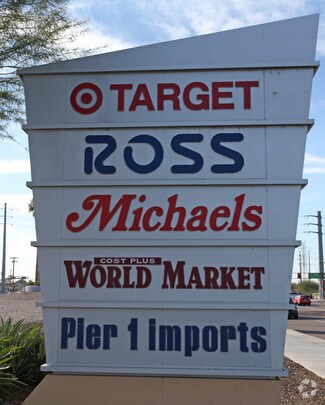 TARGET
ROSS
Michaels
COST PLUS
WORLD MARKET
Pier 1 imports